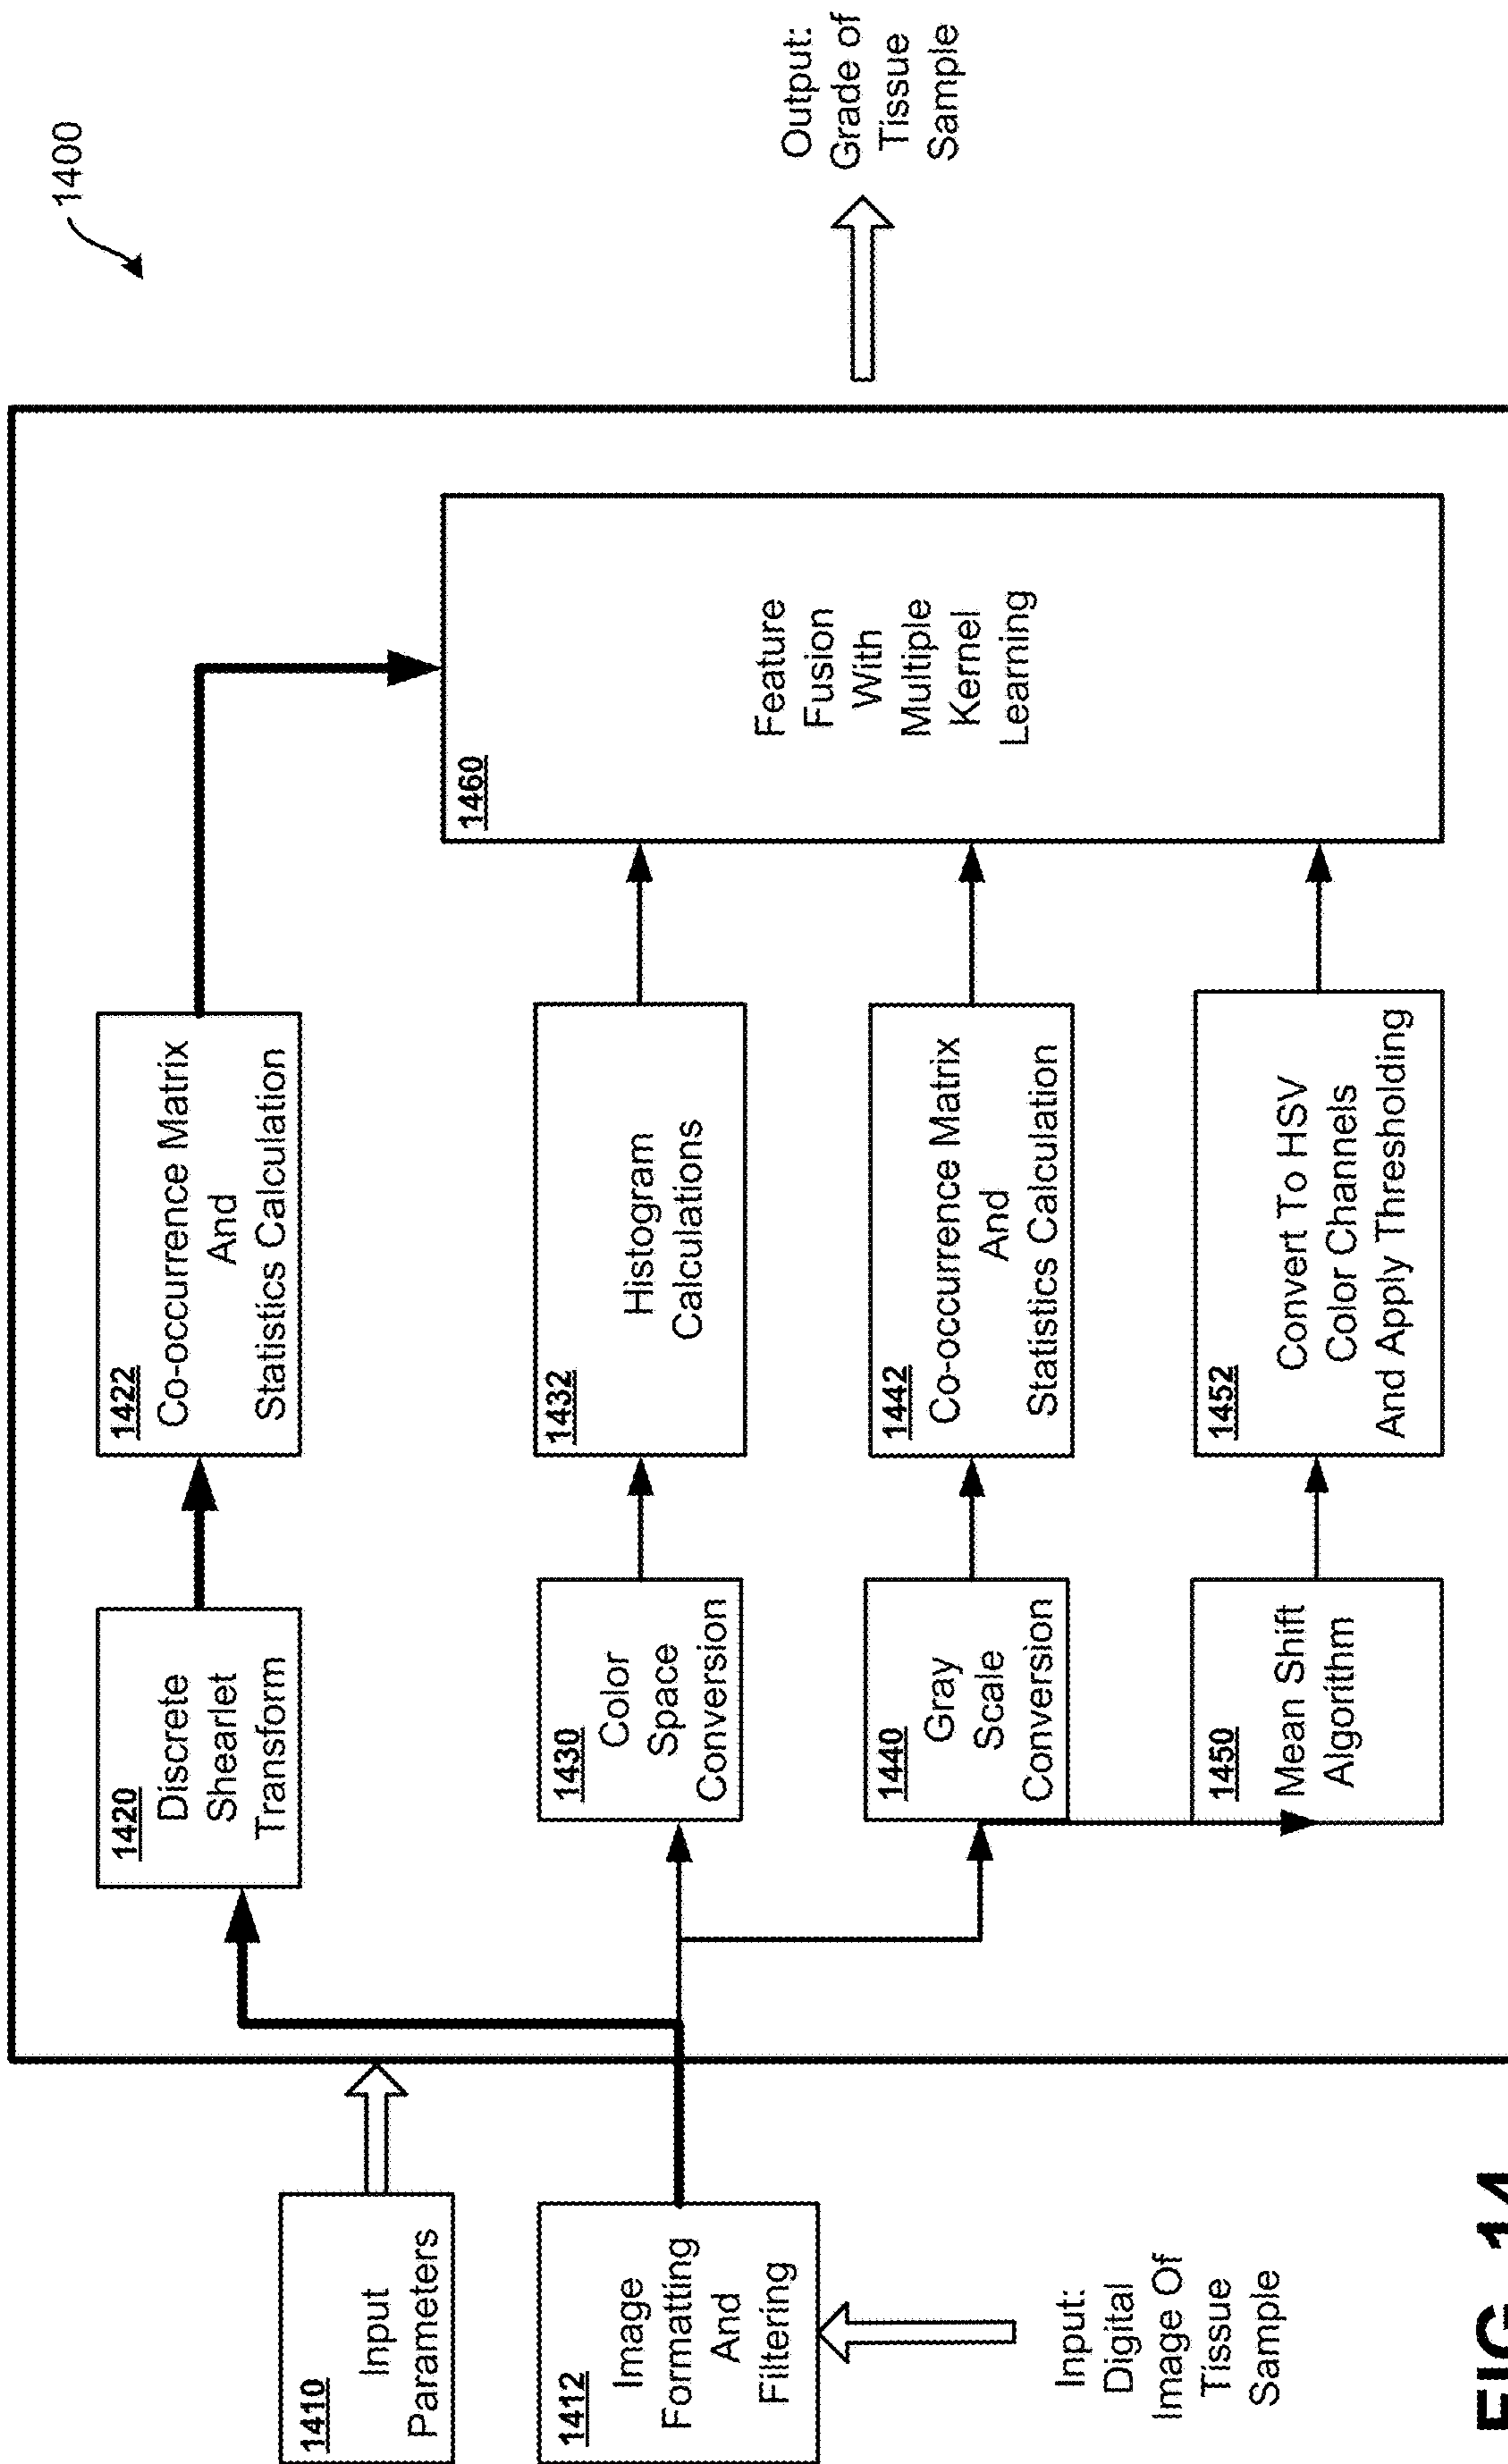 1400
1410
Input
Parameters
1412
Image
Formatting
And
Filtering
Input:
Digital
Image Of
Tissue
Sample
1420
Discrete
Shearlet
Transform
1422
Co-occurrence Matrix
And
Statistics Calculation
1430
Color
Space
Conversion
1432
Histogram
Calculations
1440
Gray
Scale
Conversion
1442
Co-occurrence Matrix
And
Statistics Calculation
1450
Mean Shift
Algorithm
1452
Convert To HSV
Color Channels
And Apply Thresholding
1460
Feature
Fusion
With
Multiple
Kernel
Learning
Output:
Grade of
Tissue
Sample
FIG. 14